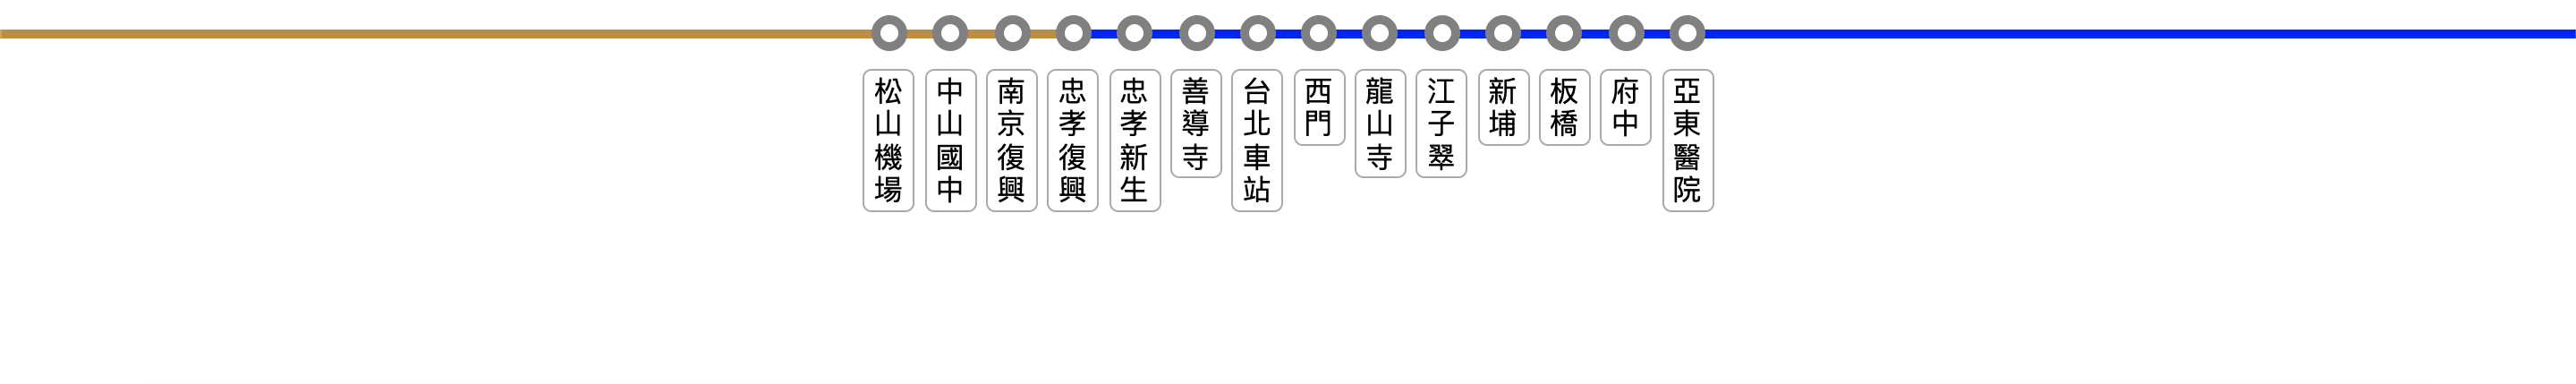 松山機場
中山國中
南京復興
忠孝復興
忠孝新生
善導寺
台北車站
西門
龍山寺
江子翠
新埔
板橋
府中
亞東醫院